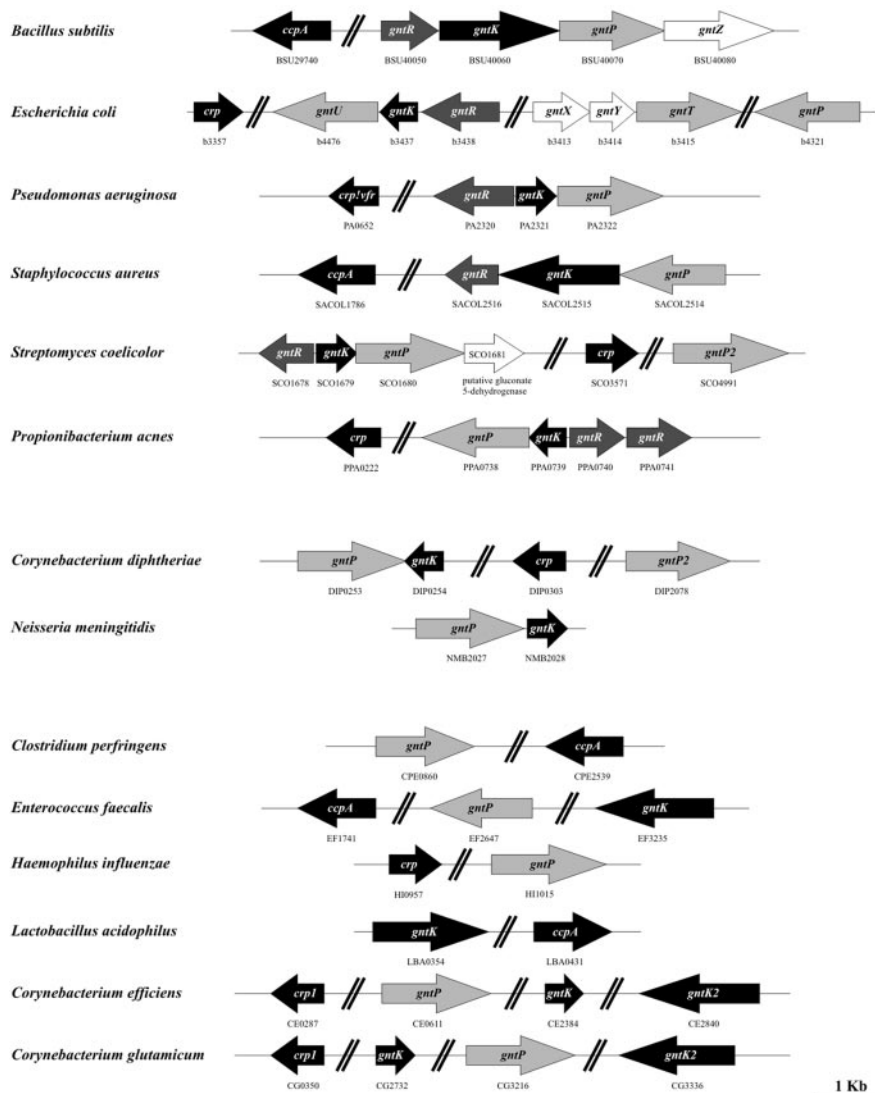 Bacillus subtilis
ccpA gntR gntK gntP gntZ
BSU29740 BSU40050 BSU40060 BSU40070 BSU40080
Escherichia coli
crp gntU gntK gntR gntX gntY gntT gntP
b3357 b4476 b3437 b3438 b3413 b3414 b3415 b4321
Pseudomonas aeruginosa
crp!vfr gntR gntK gntP
PA0652 PA2320 PA2321 PA2322
Staphylococcus aureus
ccpA gntR gntK gntP
SACOL1786 SACOL2516 SACOL2515 SACOL2514
Streptomyces coelicolor
gntR gntK gntP SCO1681 crp gntP2
SCO1678 SCO1679 SCO1680 putative gluconate SCO3571 SCO4991
5-dehydrogenase
Propionibacterium acnes
crp gntP gntK gntR gntR
PPA0222 PPA0738 PPA0739 PPA0740 PPA0741
Corynebacterium diphtheriae
gntP gntK crp gntP2
DIP0253 DIP0254 DIP0303 DIP2078
Neisseria meningitidis
gntP gntK
NMB2027 NMB2028
Clostridium perfringens
gntP ccpA
CPE0860 CPE2539
Enterococcus faecalis
ccpA gntP gntK
EF1741 EF2647 EF3235
Haemophilus influenzae
crp gntP
HI0957 HI1015
Lactobacillus acidophilus
gntK ccpA
LBA0354 LBA0431
Corynebacterium efficiens
crp1 gntP gntK gntK2
CE0287 CE0611 CE2384 CE2840
Corynebacterium glutamicum
crp1 gntK gntP gntK2
CG0350 CG2732 CG3216 CG3336
1 Kb